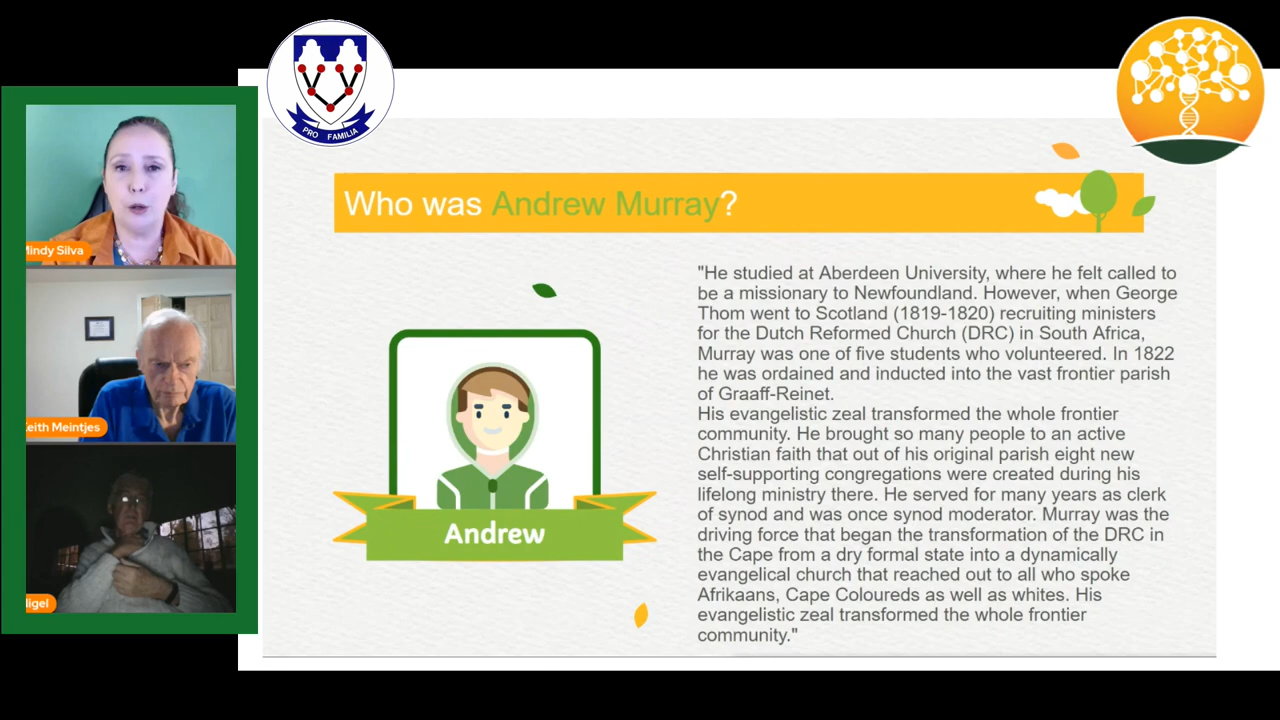 PRO FAMILIA
Mindy Silva
Keith Meintjes
Nigel
Who was Andrew Murray?
Andrew
"He studied at Aberdeen University, where he felt called to
be a missionary to Newfoundland. However, when George
Thom went to Scotland (1819-1820) recruiting ministers
for the Dutch Reformed Church (DRC) in South Africa,
Murray was one of five students who volunteered. In 1822
he was ordained and inducted into the vast frontier parish
of Graaff-Reinet.
His evangelistic zeal transformed the whole frontier
community. He brought so many people to an active
Christian faith that out of his original parish eight new
self-supporting congregations were created during his
lifelong ministry there. He served for many years as clerk
of synod and was once synod moderator. Murray was the
driving force that began the transformation of the DRC in
the Cape from a dry formal state into a dynamically
evangelical church that reached out to all who spoke
Afrikaans, Cape Coloureds as well as whites. His
evangelistic zeal transformed the whole frontier
community."